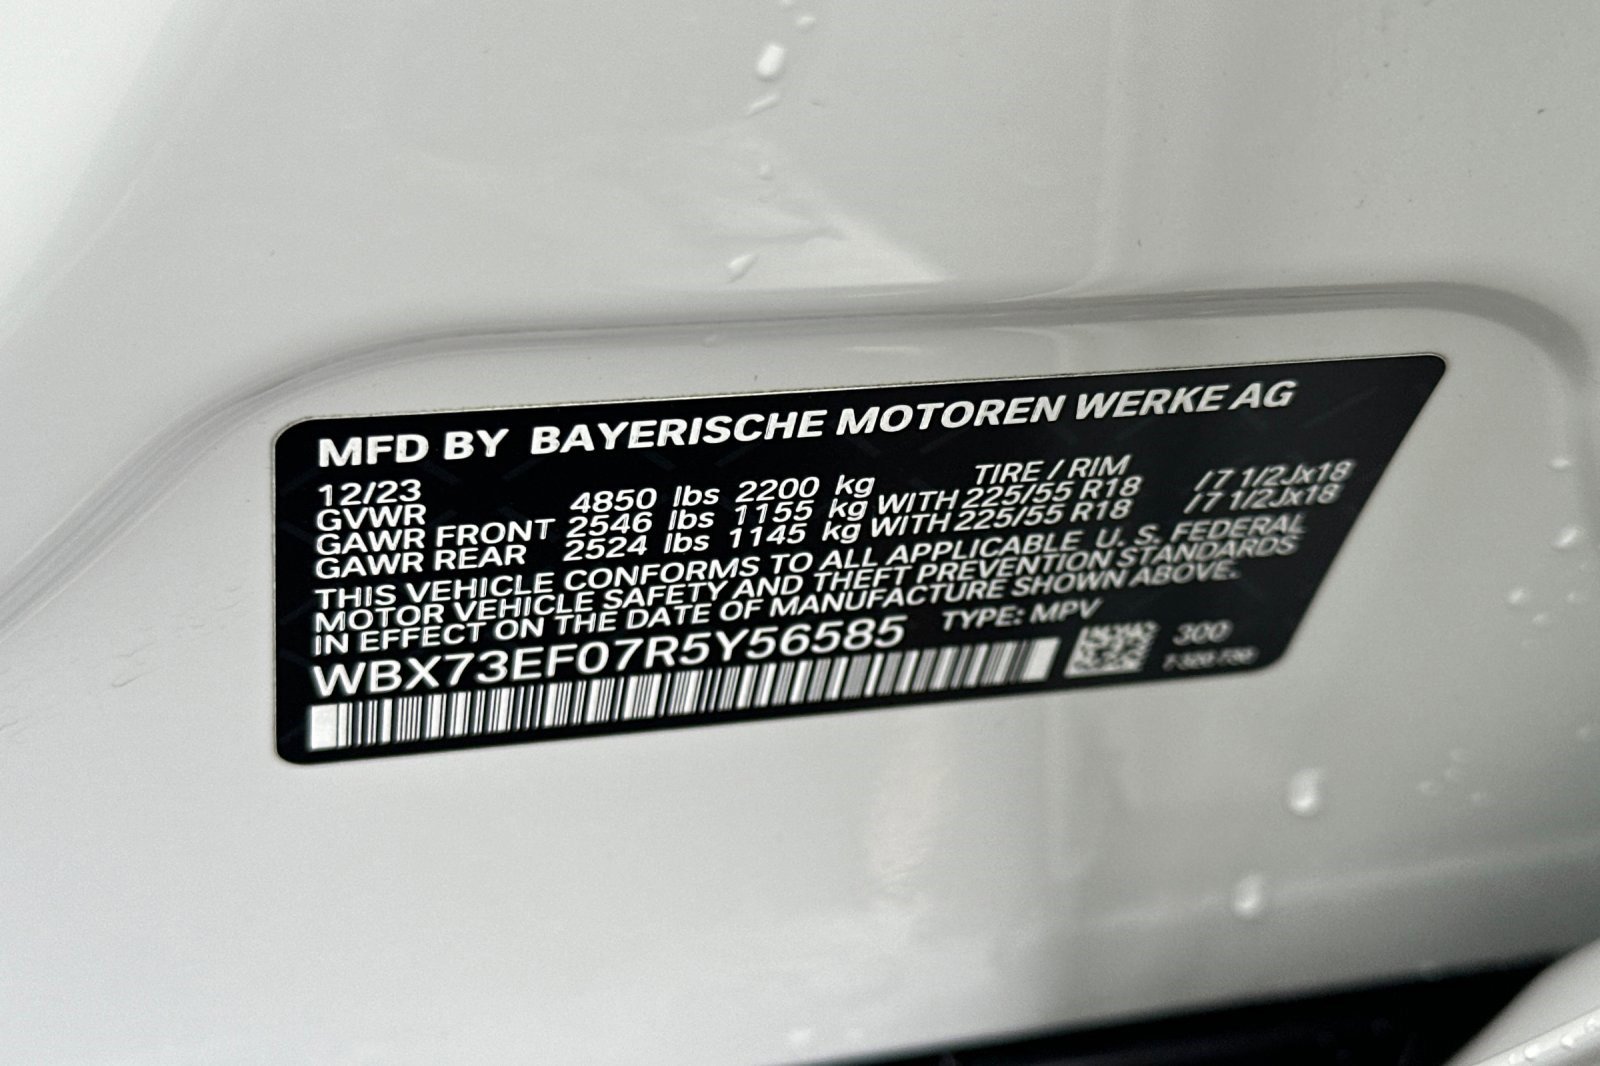 MFD BY BAYERISCHE MOTOREN WERKE AG
12/23 TIRE / RIM
GVWR 4850 lbs 2200 kg
GAWR FRONT 2546 lbs 1155 kg WITH 225/55 R18 /7 1/2Jx18
GAWR REAR 2524 lbs 1145 kg WITH 225/55 R18 /7 1/2Jx18
THIS VEHICLE CONFORMS TO ALL APPLICABLE U. S. FEDERAL
MOTOR VEHICLE SAFETY AND THEFT PREVENTION STANDARDS
IN EFFECT ON THE DATE OF MANUFACTURE SHOWN ABOVE.
WBX73EF07R5Y56585 TYPE: MPV
300